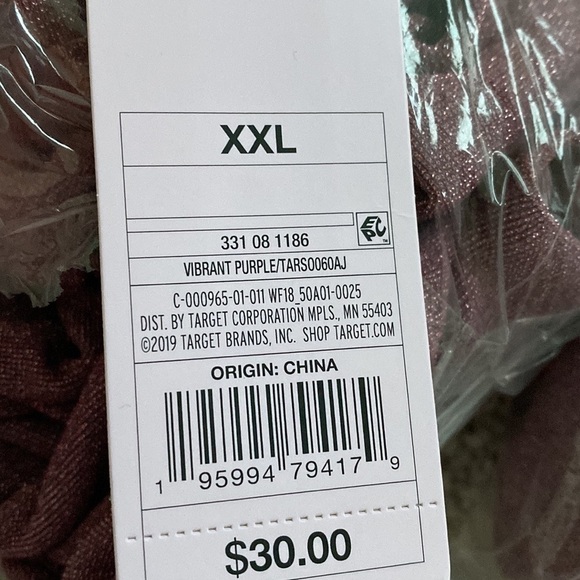 XXL
331 08 1186
EPC
VIBRANT PURPLE/TARS0060AJ
C-000965-01-011 WF18_50A01-0025
DIST. BY TARGET CORPORATION MPLS., MN 55403
©2019 TARGET BRANDS, INC. SHOP TARGET.COM
ORIGIN: CHINA
1 95994 79417 9
$30.00